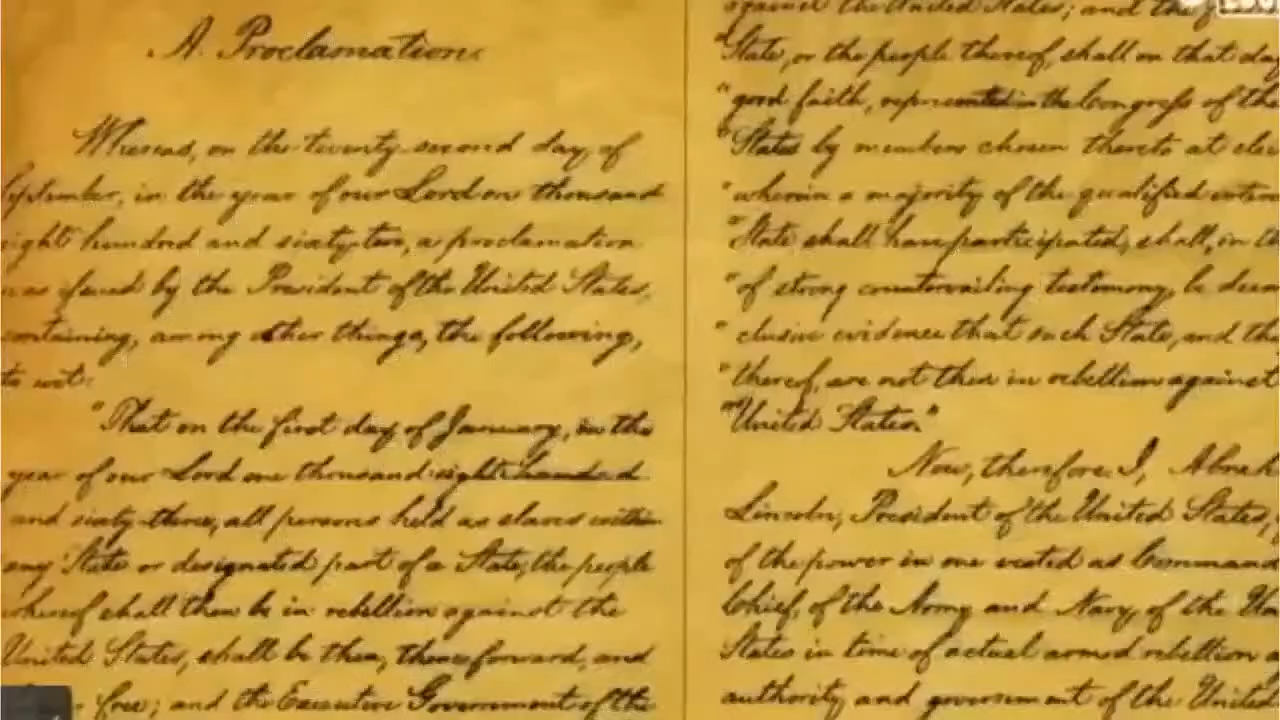 A Proclamation.
Whereas, on the twenty-second day of
September, in the year of our Lord one thousand
eight hundred and sixty-two, a proclamation
was issued by the President of the United States,
containing, among other things, the following,
to wit:
"That on the first day of January, in the
year of our Lord one thousand eight hundred
and sixty-three, all persons held as slaves within
any State or designated part of a State, the people
whereof shall then be in rebellion against the
United States, shall be then, thenceforward, and
free; and the Executive Government of the
against the United States; and the
"State, or the people thereof, shall on that day
"good faith, represented in the Congress of the
"States by members chosen thereto at elec
"wherein a majority of the qualified voters
"State shall have participated, shall, in the
"of strong countervailing testimony, be deem
"clusive evidence that such State, and the
"thereof, are not then in rebellion against
"United States."
Now, therefore I, Abrah
Lincoln, President of the United States,
of the power in me vested as Command
Chief, of the Army and Navy, of the Uni
States in time of actual armed rebellion a
authority and government of the United